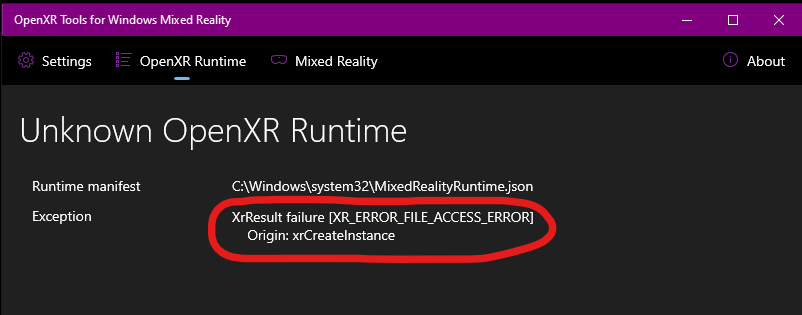 OpenXR Tools for Windows Mixed Reality
Settings OpenXR Runtime Mixed Reality About
Unknown OpenXR Runtime
Runtime manifest C:\Windows\system32\MixedRealityRuntime.json
Exception XrResult failure [XR_ERROR_FILE_ACCESS_ERROR]
Origin: xrCreateInstance